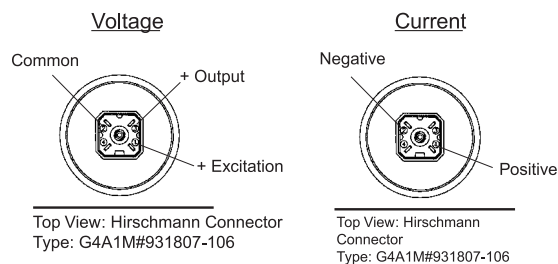 Voltage
Common
+ Output
+ Excitation
Top View: Hirschmann Connector
Type: G4A1M#931807-106
Current
Negative
Positive
Top View: Hirschmann
Connector
Type: G4A1M#931807-106